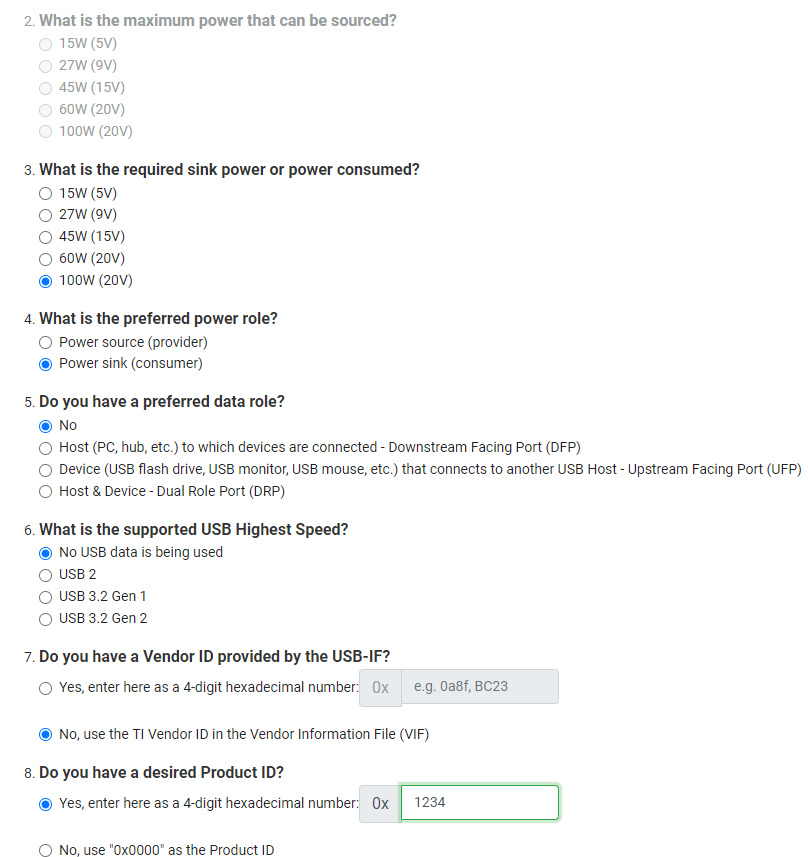 2. What is the maximum power that can be sourced?
15W (5V)
27W (9V)
45W (15V)
60W (20V)
100W (20V)
3. What is the required sink power or power consumed?
15W (5V)
27W (9V)
45W (15V)
60W (20V)
100W (20V)
4. What is the preferred power role?
Power source (provider)
Power sink (consumer)
5. Do you have a preferred data role?
No
Host (PC, hub, etc.) to which devices are connected - Downstream Facing Port (DFP)
Device (USB flash drive, USB monitor, USB mouse, etc.) that connects to another USB Host - Upstream Facing Port (UFP)
Host & Device - Dual Role Port (DRP)
6. What is the supported USB Highest Speed?
No USB data is being used
USB 2
USB 3.2 Gen 1
USB 3.2 Gen 2
7. Do you have a Vendor ID provided by the USB-IF?
Yes, enter here as a 4-digit hexadecimal number: 0x e.g. 0a8f, BC23
No, use the TI Vendor ID in the Vendor Information File (VIF)
8. Do you have a desired Product ID?
Yes, enter here as a 4-digit hexadecimal number: 0x 1234
No, use "0x0000" as the Product ID